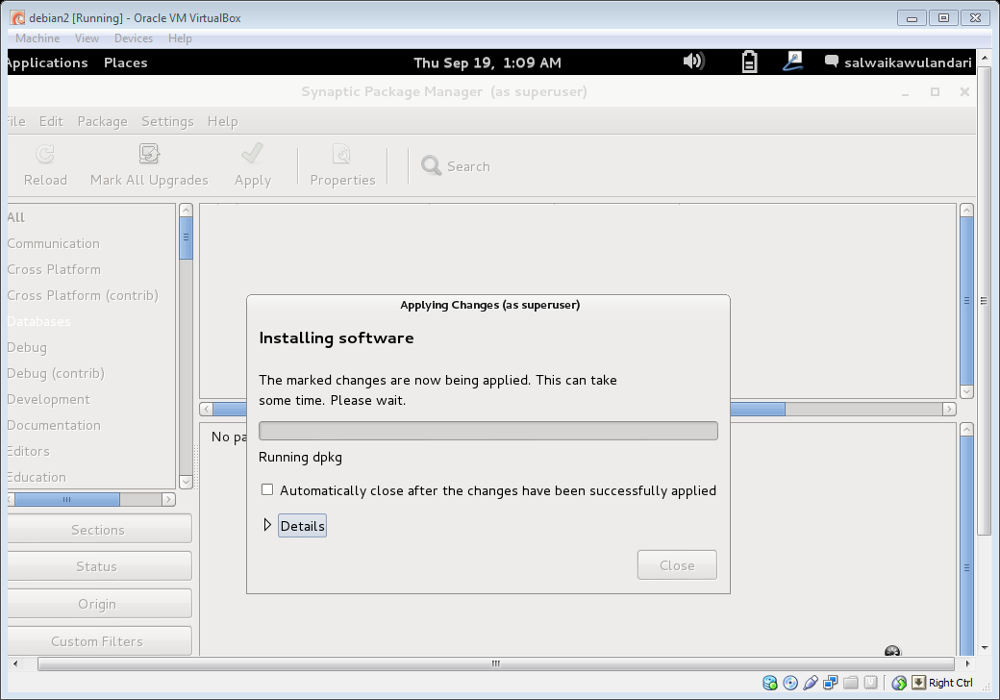 debian2 [Running] - Oracle VM VirtualBox
Machine View Devices Help
Applications Places Thu Sep 19, 1:09 AM salwaikawulandari
Synaptic Package Manager (as superuser)
File Edit Package Settings Help
Reload Mark All Upgrades Apply Properties Search
All
Communication
Cross Platform
Cross Platform (contrib)
Databases
Debug
Debug (contrib)
Development
Documentation
Editors
Education
Sections
Status
Origin
Custom Filters
No pa
Applying Changes (as superuser)
Installing software
The marked changes are now being applied. This can take
some time. Please wait.
Running dpkg
Automatically close after the changes have been successfully applied
Details
Close
Right Ctrl